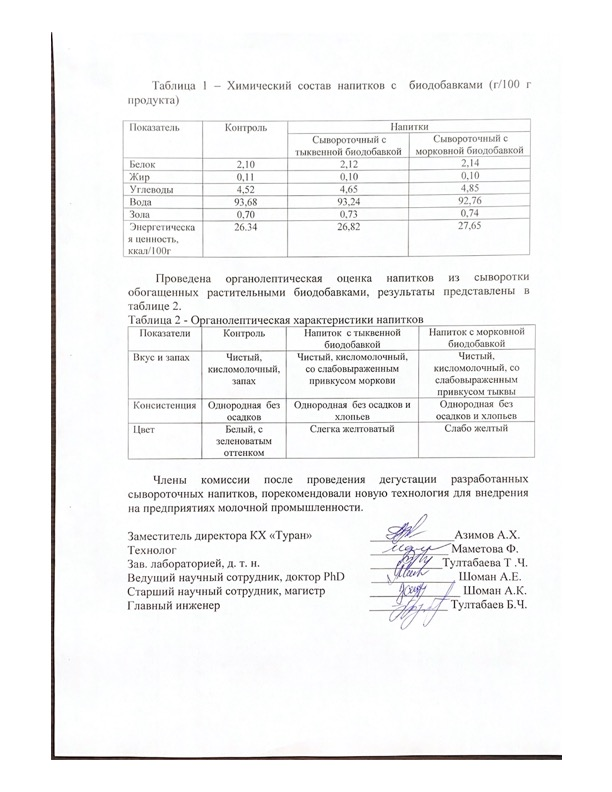 Таблица 1 – Химический состав напитков с биодобавками (г/100 г
продукта)
Показатель Контроль Напитки
Сывороточный с тыквенной биодобавкой Сывороточный с морковной биодобавкой
Белок 2,10 2,12 2,14
Жир 0,11 0,10 0,10
Углеводы 4,52 4,65 4,85
Вода 93,68 93,24 92,76
Зола 0,70 0,73 0,74
Энергетическа 26.34 26,82 27,65
я ценность,
ккал/100г
Проведена органолептическая оценка напитков из сыворотки
обогащенных растительными биодобавками, результаты представлены в
таблице 2.
Таблица 2 - Органолептическая характеристики напитков
Показатели Контроль Напиток с тыквенной биодобавкой Напиток с морковной биодобавкой
Вкус и запах Чистый, кисломолочный, запах Чистый, кисломолочный, со слабовыраженным привкусом моркови Чистый, кисломолочный, со слабовыраженным привкусом тыквы
Консистенция Однородная без осадков Однородная без осадков и хлопьев Однородная без осадков и хлопьев
Цвет Белый, с зеленоватым оттенком Слегка желтоватый Слабо желтый
Члены комиссии после проведения дегустации разработанных
сывороточных напитков, порекомендовали новую технология для внедрения
на предприятиях молочной промышленности.
Заместитель директора КХ «Туран» Азимов А.Х.
Технолог Маметова Ф.
Зав. лабораторией, д. т. н. Тултабаева Т .Ч.
Ведущий научный сотрудник, доктор PhD Шоман А.Е.
Старший научный сотрудник, магистр Шоман А.К.
Главный инженер Тултабаев Б.Ч.